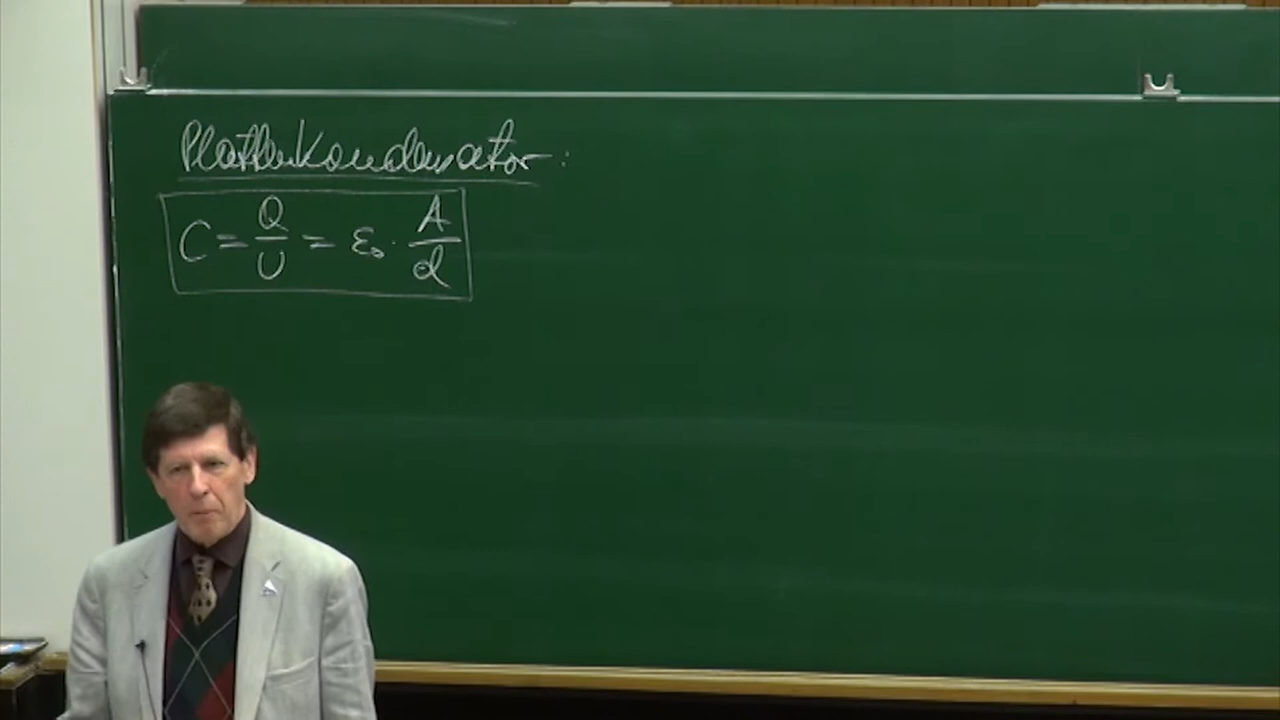 Plattenkondensator:
C = Q/U = ε₀ · A/d